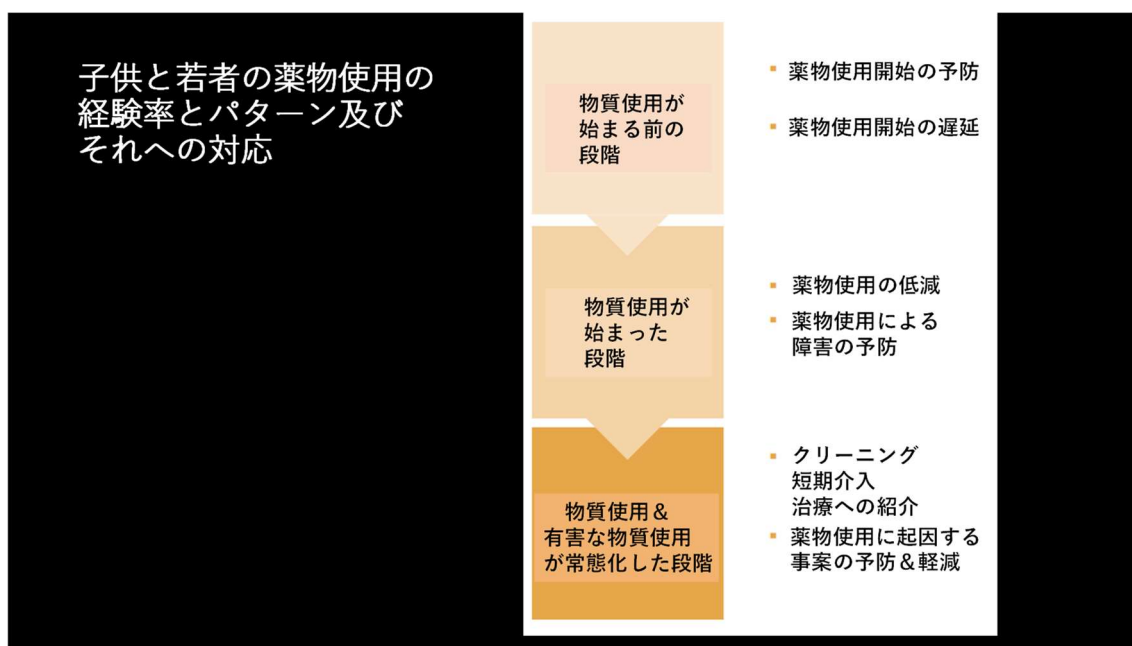 子供と若者の薬物使用の
経験率とパターン及び
それへの対応
物質使用が
始まる前の
段階
薬物使用開始の予防
薬物使用開始の遅延
物質使用が
始まった
段階
薬物使用の低減
薬物使用による
障害の予防
物質使用＆
有害な物質使用
が常態化した段階
クリーニング
短期介入
治療への紹介
薬物使用に起因する
事案の予防＆軽減